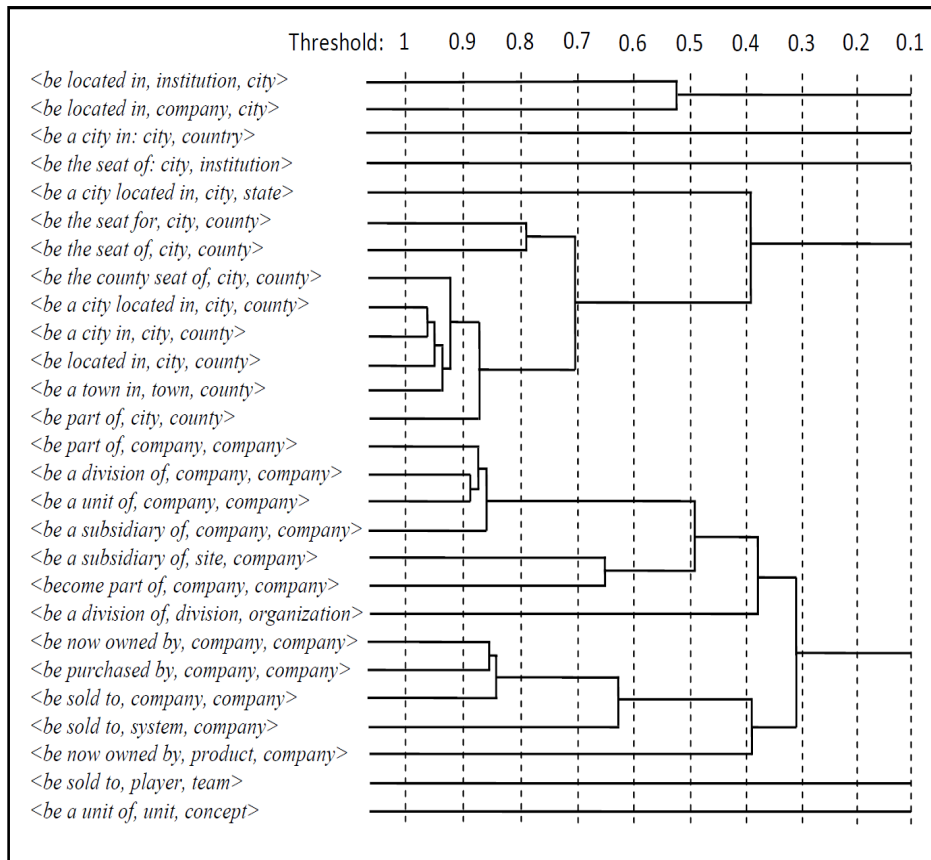 Threshold: 1 0.9 0.8 0.7 0.6 0.5 0.4 0.3 0.2 0.1
<be located in, institution, city>
<be located in, company, city>
<be a city in: city, country>
<be the seat of: city, institution>
<be a city located in, city, state>
<be the seat for, city, county>
<be the seat of, city, county>
<be the county seat of, city, county>
<be a city located in, city, county>
<be a city in, city, county>
<be located in, city, county>
<be a town in, town, county>
<be part of, city, county>
<be part of, company, company>
<be a division of, company, company>
<be a unit of, company, company>
<be a subsidiary of, company, company>
<be a subsidiary of, site, company>
<become part of, company, company>
<be a division of, division, organization>
<be now owned by, company, company>
<be purchased by, company, company>
<be sold to, company, company>
<be sold to, system, company>
<be now owned by, product, company>
<be sold to, player, team>
<be a unit of, unit, concept>